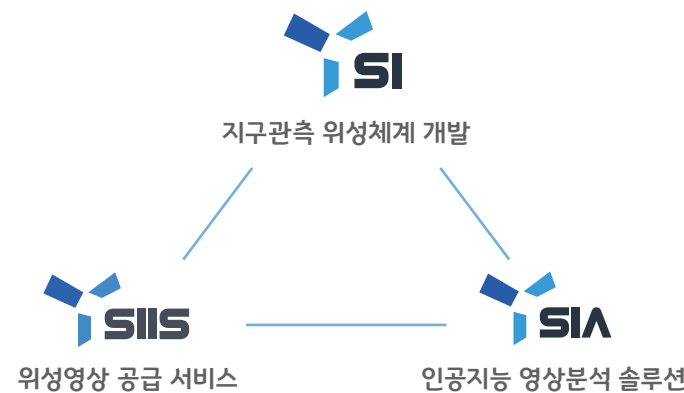 SI
지구관측 위성체계 개발
SIIS
위성영상 공급 서비스
SIA
인공지능 영상분석 솔루션